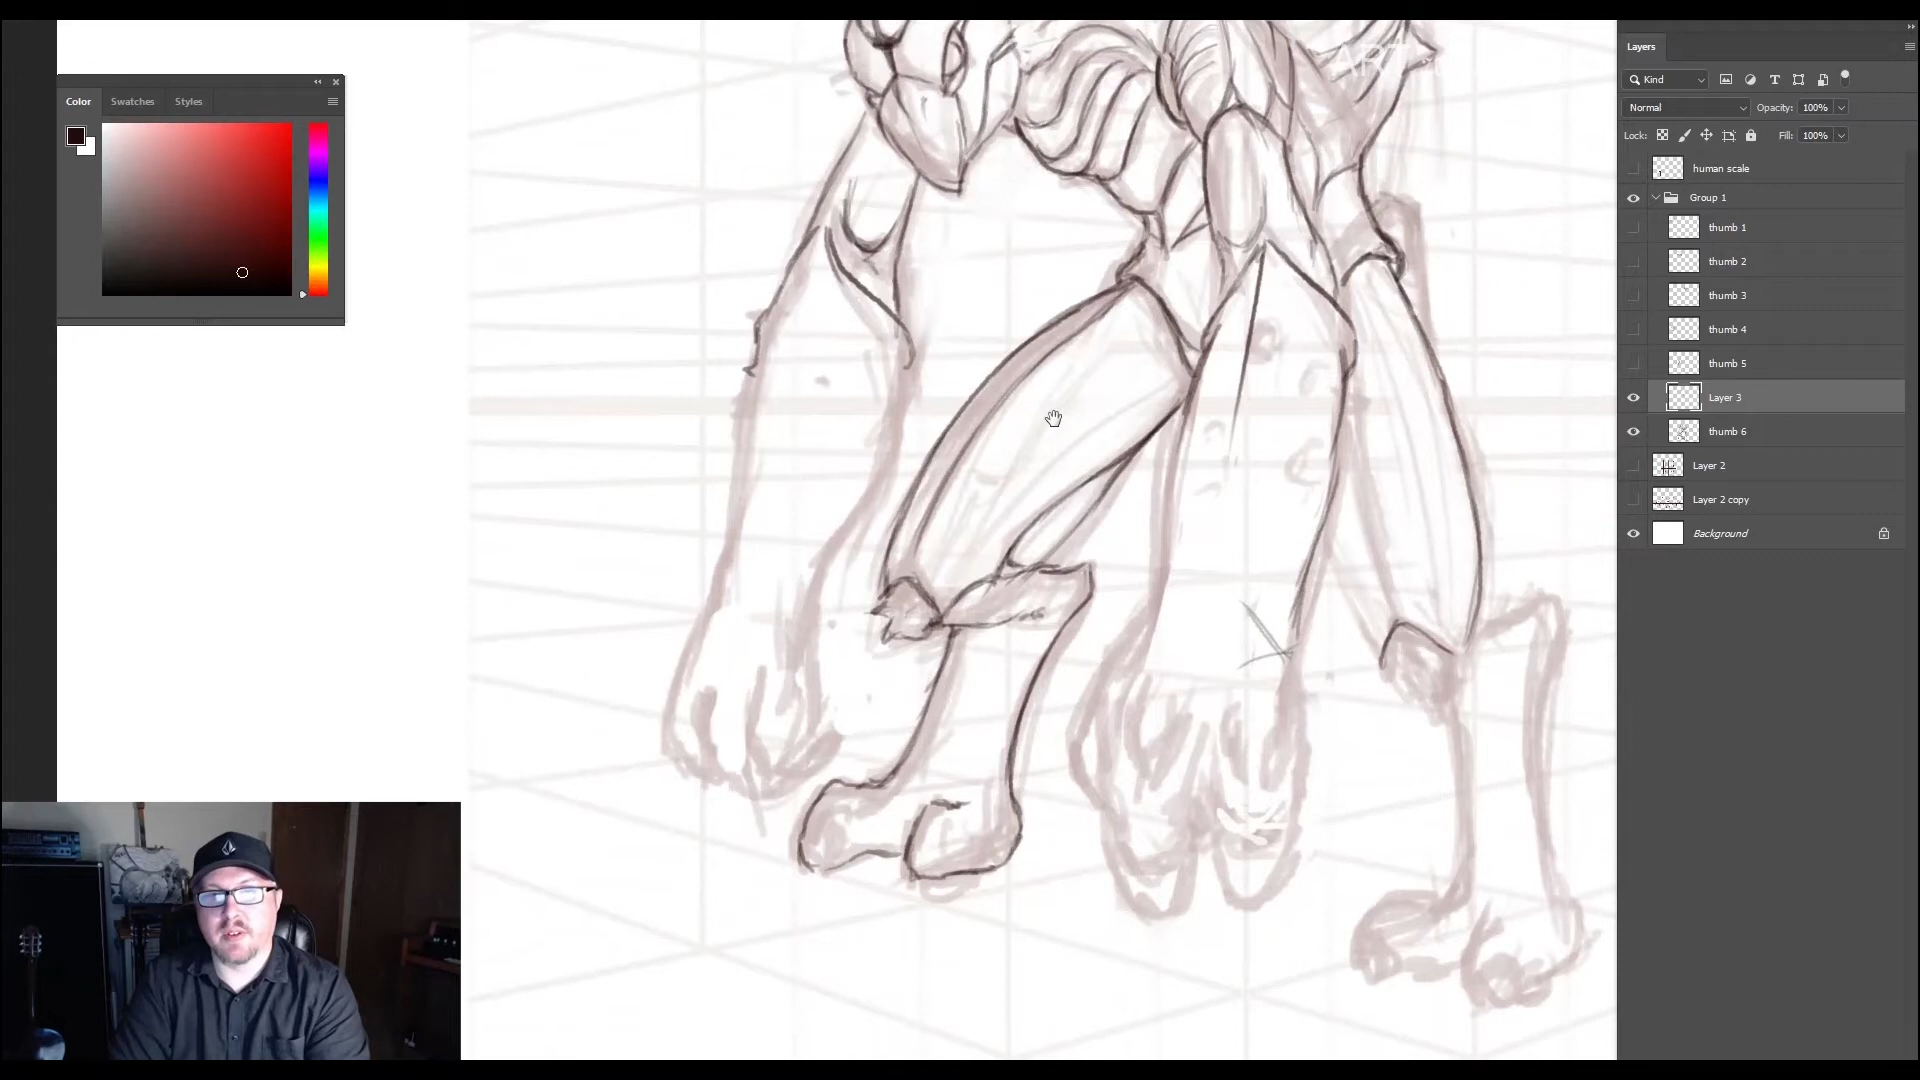 Color Swatches Styles
ART
Layers
Kind
Normal Opacity: 100%
Lock: Fill: 100%
human scale
Group 1
thumb 1
thumb 2
thumb 3
thumb 4
thumb 5
Layer 3
thumb 6
Layer 2
Layer 2 copy
Background